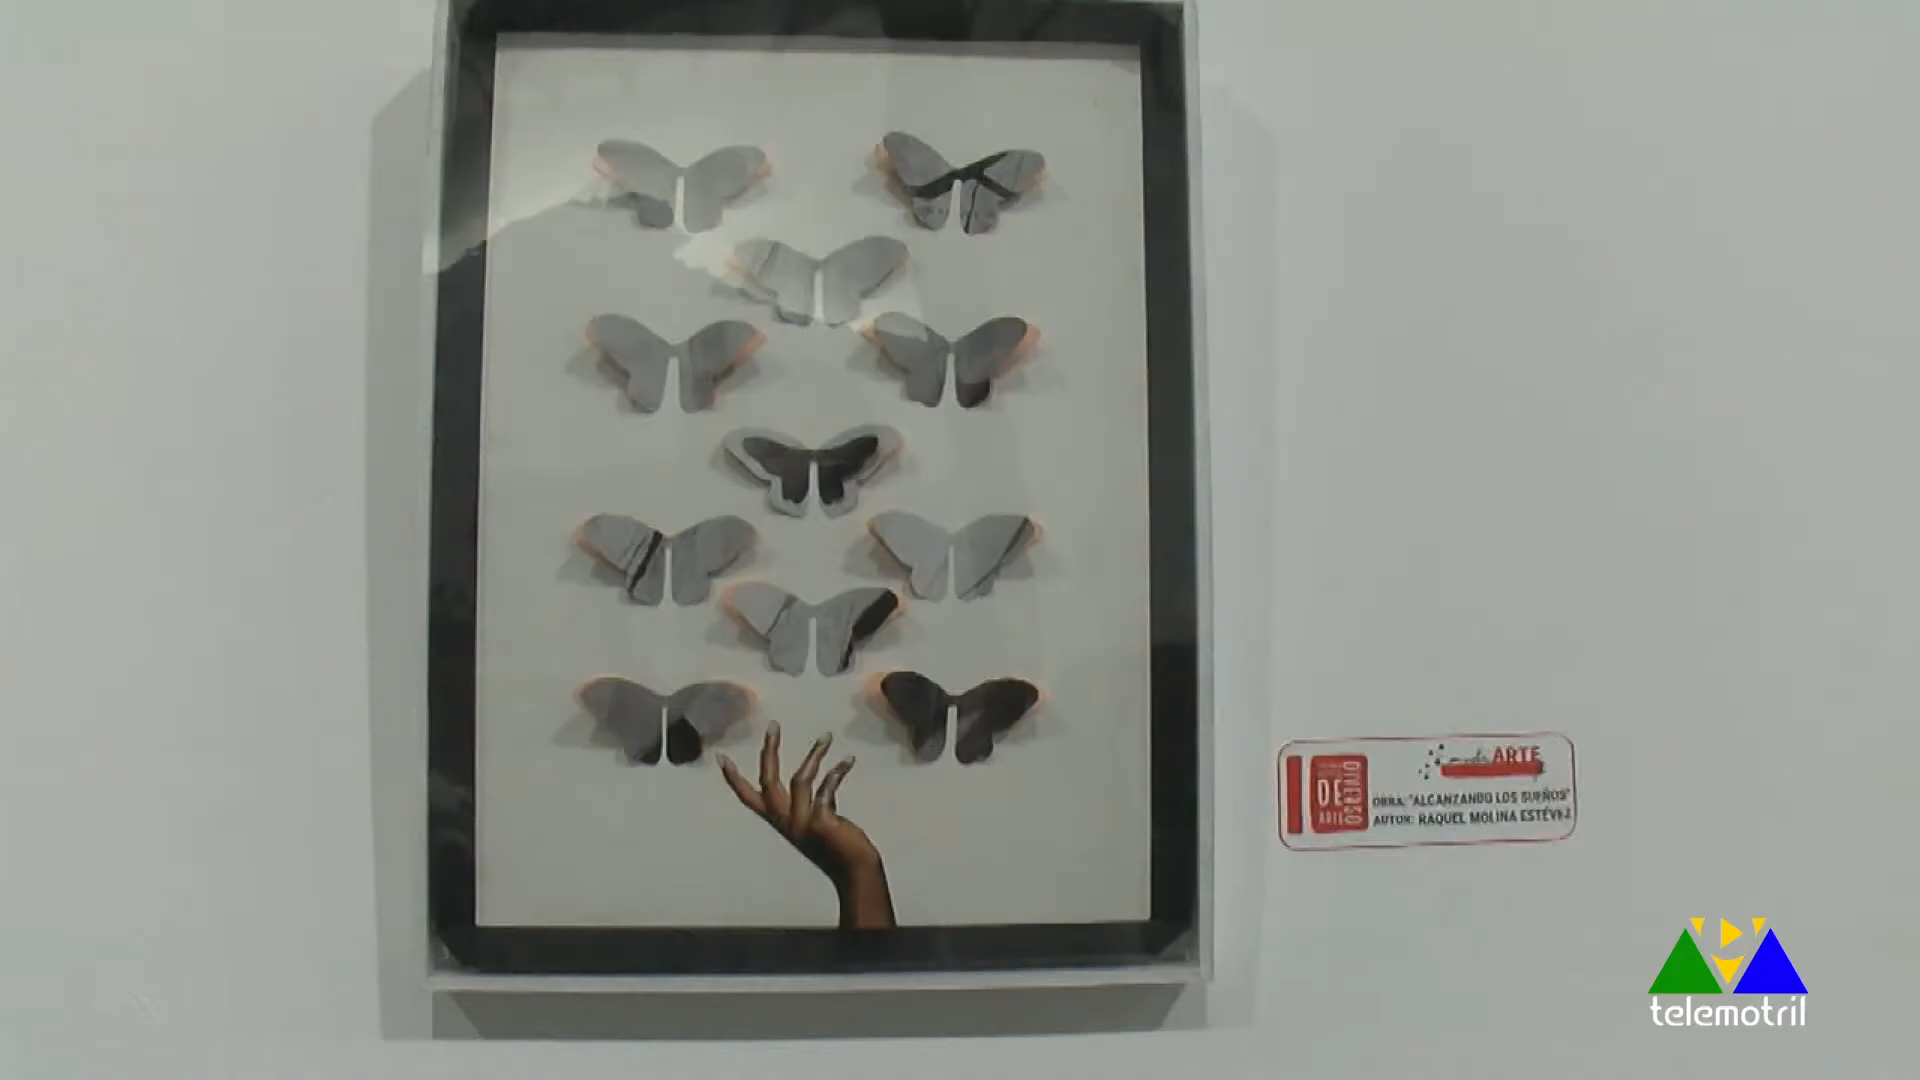 ARTE
DE
ARTE
OBRA: "ALCANZANDO LOS SUEÑOS"
AUTOR: RAQUEL MOLINA ESTÉVEZ
telemotril